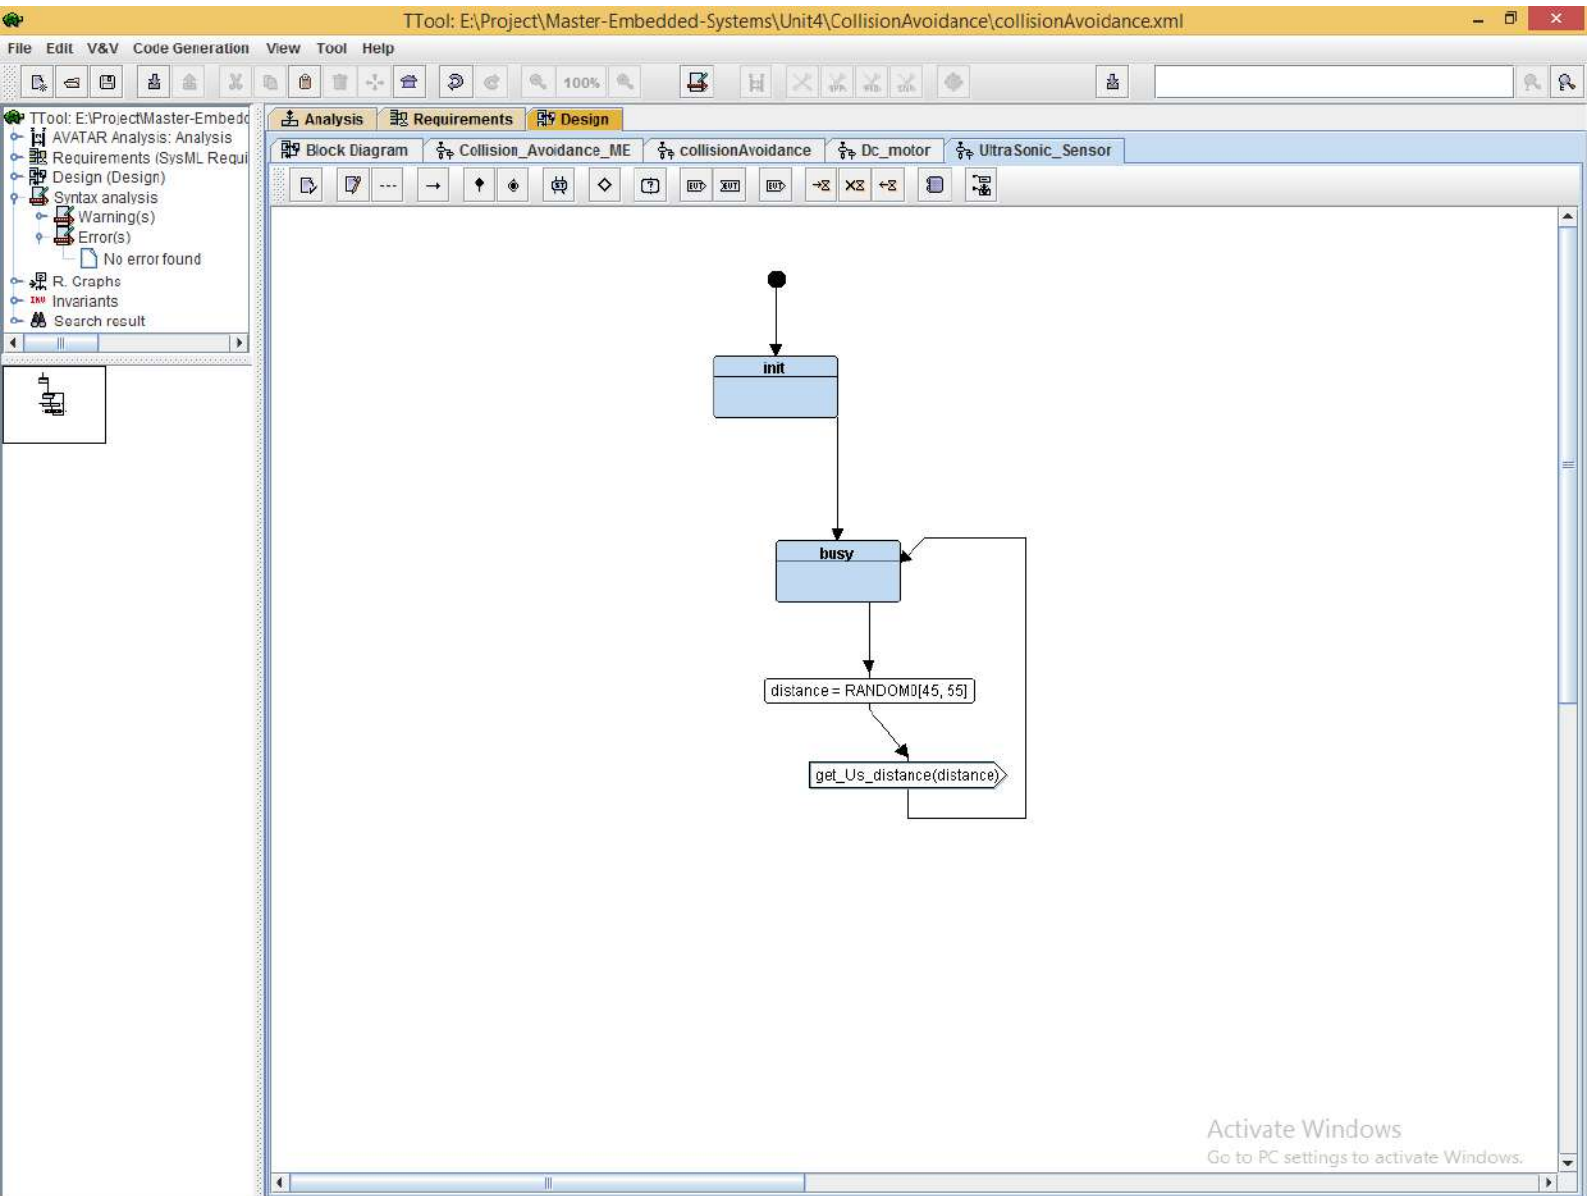 TTool: E:\Project\Master-Embedded-Systems\Unit4\CollisionAvoidance\collisionAvoidance.xml
File Edit V&V Code Generation View Tool Help
100%
TTool: E:\Project\Master-Embedd
AVATAR Analysis: Analysis
Requirements (SysML Requi
Design (Design)
Syntax analysis
Warning(s)
Error(s)
No error found
R. Graphs
Invariants
Search result
Analysis Requirements Design
Block Diagram Collision_Avoidance_ME collisionAvoidance Dc_motor UltraSonic_Sensor
init
busy
distance = RANDOM0[45, 55]
get_Us_distance(distance)
Activate Windows
Go to PC settings to activate Windows.